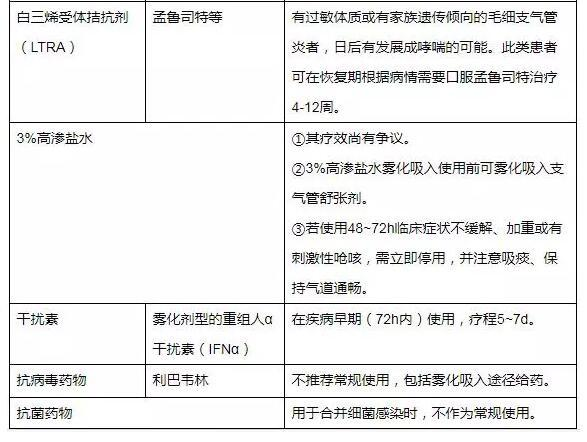 白三烯受体拮抗剂
（LTRA）
孟鲁司特等
有过敏体质或有家族遗传倾向的毛细支气管
炎者，日后有发展成哮喘的可能。此类患者
可在恢复期根据病情需要口服孟鲁司特治疗
4-12周。
3%高渗盐水
①其疗效尚有争议。
②3%高渗盐水雾化吸入使用前可雾化吸入支
气管舒张剂。
③若使用48~72h临床症状不缓解、加重或有
刺激性呛咳，需立即停用，并注意吸痰、保
持气道通畅。
干扰素
雾化剂型的重组人α
干扰素（IFNα）
在疾病早期（72h内）使用，疗程5~7d。
抗病毒药物
利巴韦林
不推荐常规使用，包括雾化吸入途径给药。
抗菌药物
用于合并细菌感染时，不作为常规使用。